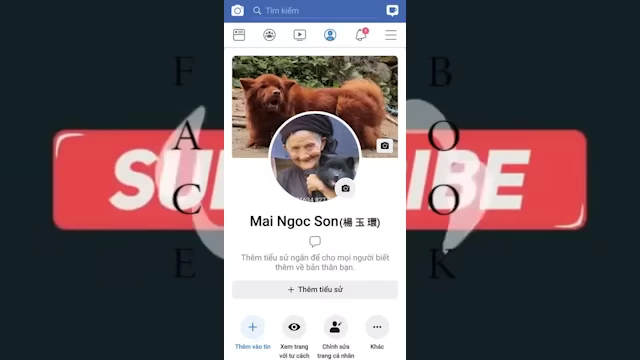 Tìm kiếm
F
A
C
E
B
O
O
K
SU
IBE
Mai Ngoc Son(楊玉環)
Thêm tiểu sử ngắn để cho mọi người biết
thêm về bản thân bạn.
+ Thêm tiểu sử
Thêm vào tin
Xem trang
với tư cách
Chỉnh sửa
trang cá nhân
Khác